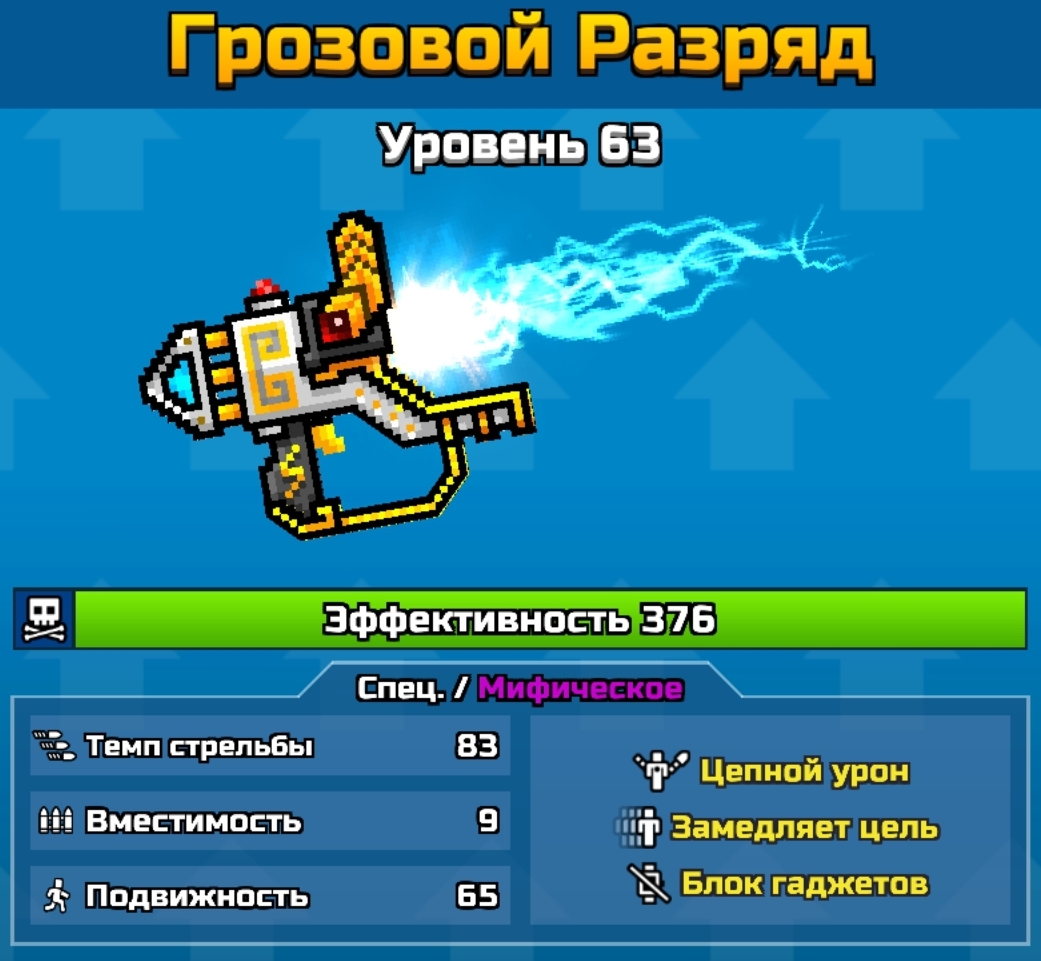 Грозовой Разряд
Уровень 63
Эффективность 376
Спец. / Мифическое
Темп стрельбы 83
Вместимость 9
Подвижность 65
Цепной урон
Замедляет цель
Блок гаджетов